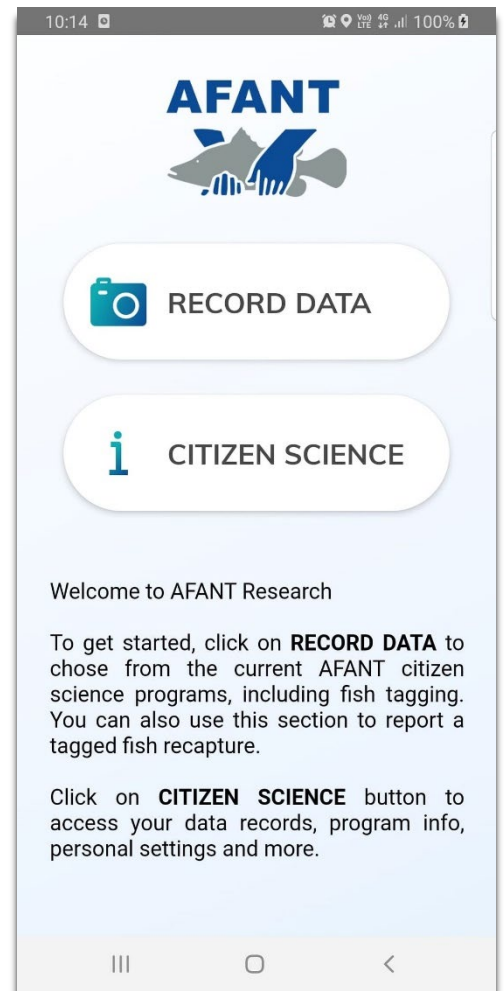 10:14 Vo) LTE 4G 100%
AFANT
RECORD DATA
CITIZEN SCIENCE
Welcome to AFANT Research
To get started, click on RECORD DATA to
chose from the current AFANT citizen
science programs, including fish tagging.
You can also use this section to report a
tagged fish recapture.
Click on CITIZEN SCIENCE button to
access your data records, program info,
personal settings and more.